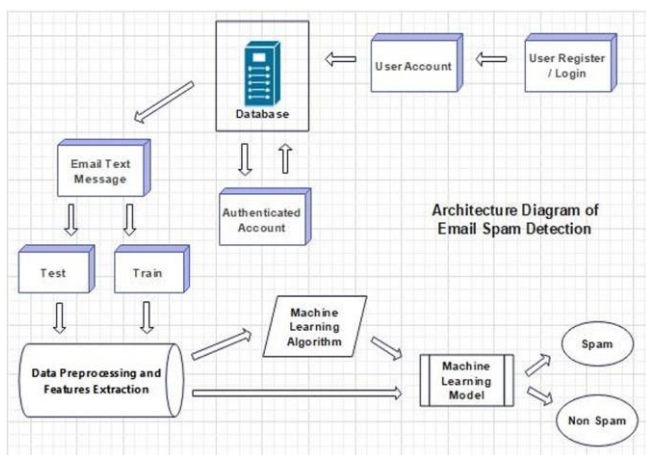 User Register
/ Login
User Account
Database
Email Text
Message
Authenticated
Account
Architecture Diagram of
Email Spam Detection
Test
Train
Machine
Learning
Algorithm
Data Preprocessing and
Features Extraction
Machine
Learning
Model
Spam
Non Spam